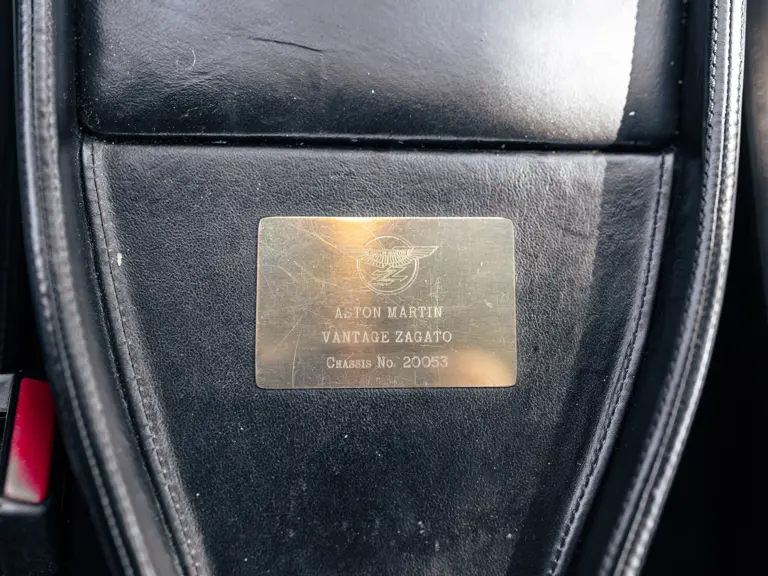 ASTON MARTIN
VANTAGE ZAGATO
CHASSIS No. 20053